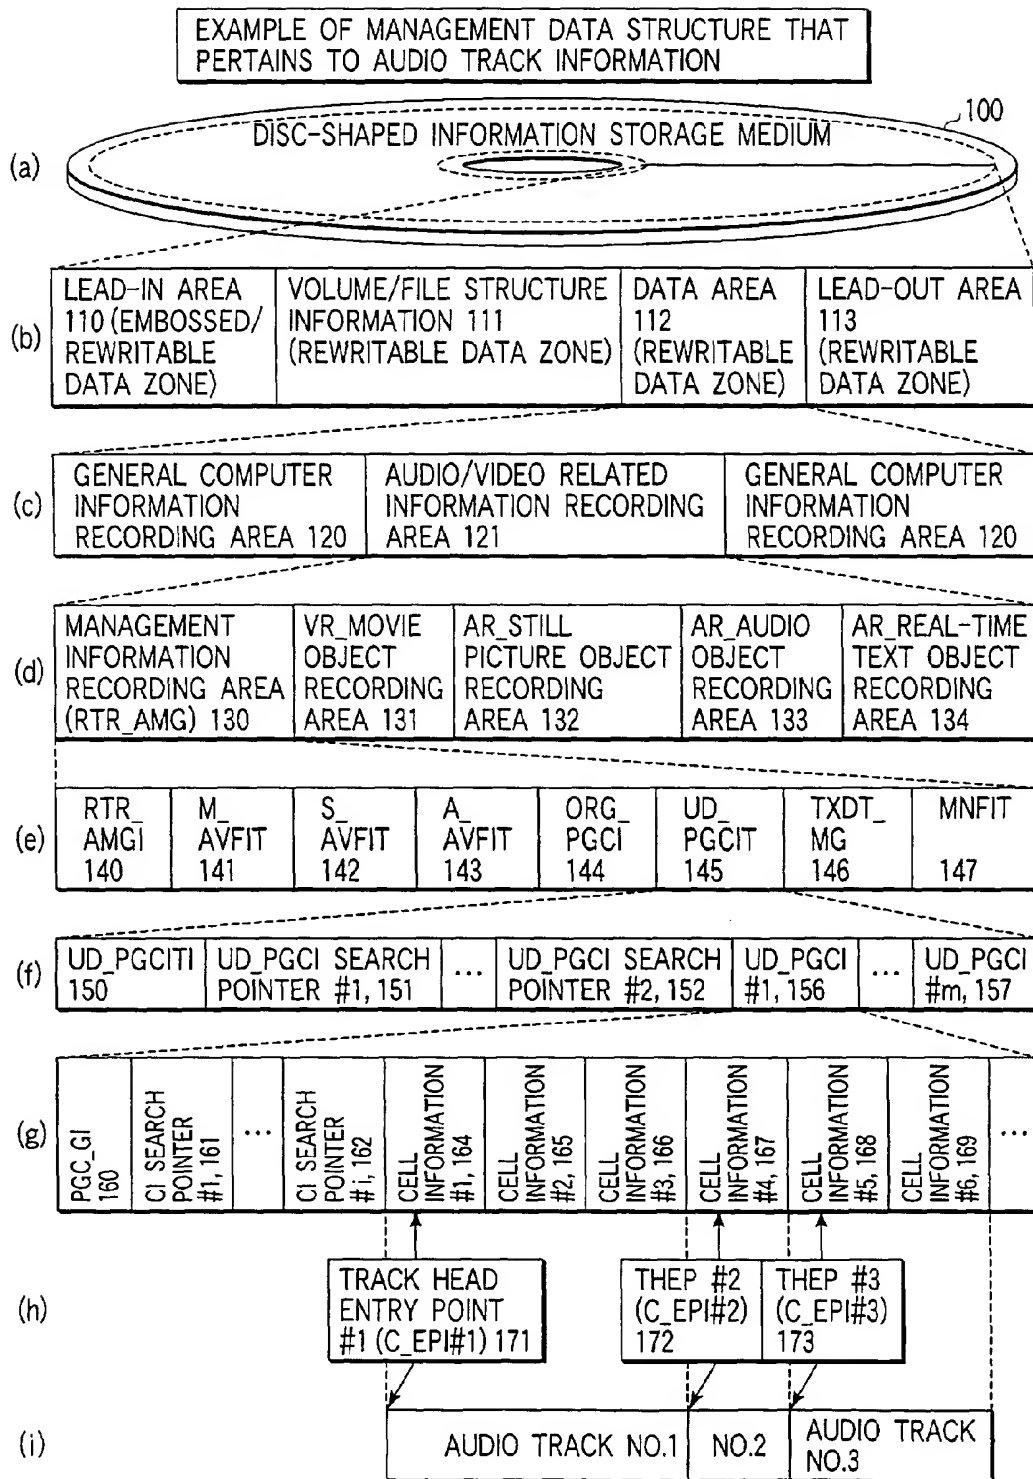 EXAMPLE OF MANAGEMENT DATA STRUCTURE THAT
PERTAINS TO AUDIO TRACK INFORMATION
100
DISC-SHAPED INFORMATION STORAGE MEDIUM
(a)
(b)
LEAD-IN AREA
110 (EMBOSSED/
REWRITABLE
DATA ZONE)
VOLUME/FILE STRUCTURE
INFORMATION 111
(REWRITABLE DATA ZONE)
DATA AREA
112
(REWRITABLE
DATA ZONE)
LEAD-OUT AREA
113
(REWRITABLE
DATA ZONE)
(c)
GENERAL COMPUTER
INFORMATION
RECORDING AREA 120
AUDIO/VIDEO RELATED
INFORMATION RECORDING
AREA 121
GENERAL COMPUTER
INFORMATION
RECORDING AREA 120
(d)
MANAGEMENT
INFORMATION
RECORDING AREA
(RTR_AMG) 130
VR_MOVIE
OBJECT
RECORDING
AREA 131
AR_STILL
PICTURE OBJECT
RECORDING
AREA 132
AR_AUDIO
OBJECT
RECORDING
AREA 133
AR_REAL-TIME
TEXT OBJECT
RECORDING
AREA 134
(e)
RTR_
AMGI
140
M_
AVFIT
141
S_
AVFIT
142
A_
AVFIT
143
ORG_
PGCI
144
UD_
PGCIT
145
TXDT_
MG
146
MNFIT
147
(f)
UD_PGCITI
150
UD_PGCI SEARCH
POINTER #1, 151
...
UD_PGCI SEARCH
POINTER #2, 152
UD_PGCI
#1, 156
...
UD_PGCI
#m, 157
(g)
PGC_GI
160
CI SEARCH
POINTER
#1, 161
...
CI SEARCH
POINTER
# i, 162
CELL
INFORMATION
#1, 164
CELL
INFORMATION
#2, 165
CELL
INFORMATION
#3, 166
CELL
INFORMATION
#4, 167
CELL
INFORMATION
#5, 168
CELL
INFORMATION
#6, 169
...
(h)
TRACK HEAD
ENTRY POINT
#1 (C_EPI#1) 171
THEP #2
(C_EPI#2)
172
THEP #3
(C_EPI#3)
173
(i)
AUDIO TRACK NO.1
NO.2
AUDIO TRACK
NO.3